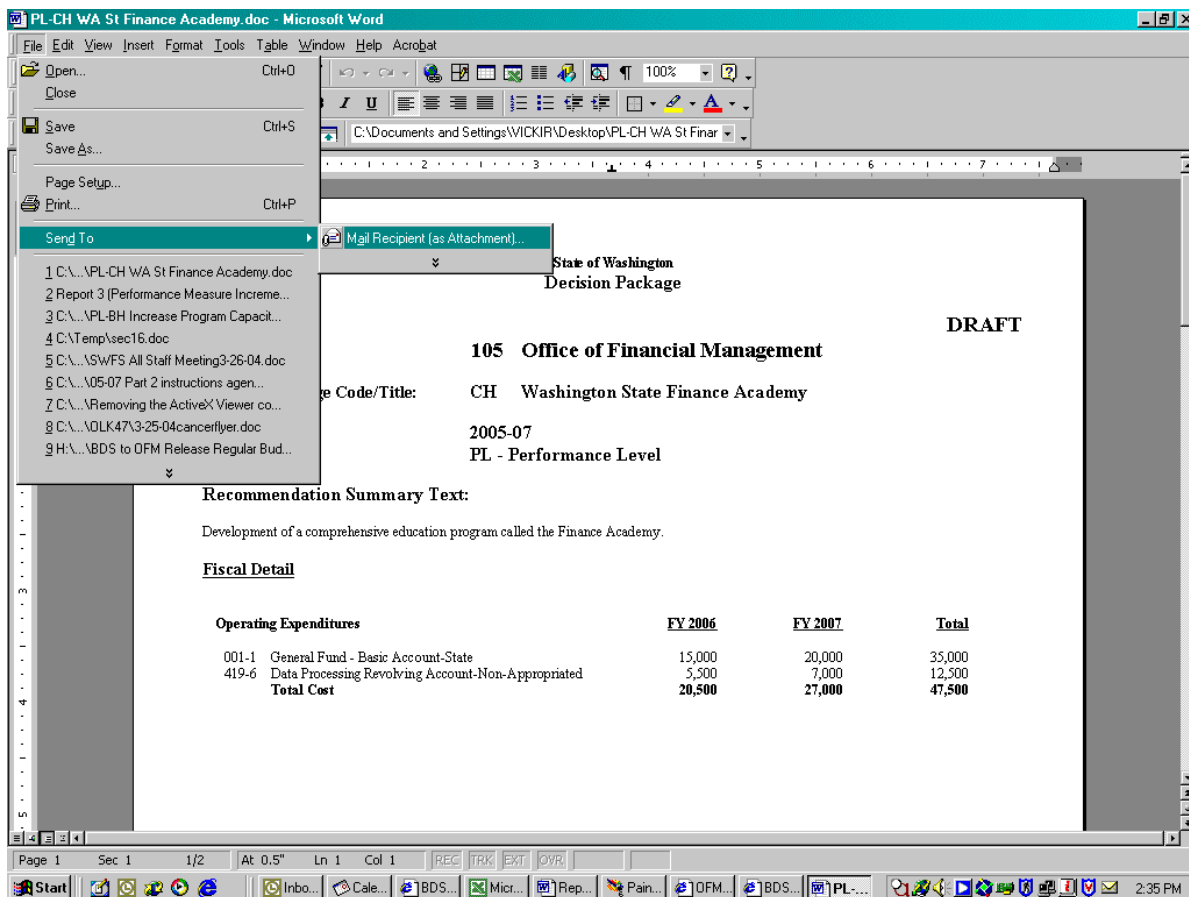 PL-CH WA St Finance Academy.doc - Microsoft Word
File Edit View Insert Format Tools Table Window Help Acrobat
Open... Ctrl+O
Close
Save Ctrl+S
Save As...
Page Setup...
Print... Ctrl+P
Send To
1 C:\...\PL-CH WA St Finance Academy.doc
2 Report 3 (Performance Measure Increme...
3 C:\...\PL-BH Increase Program Capacit...
4 C:\Temp\sec16.doc
5 C:\...\SWFS All Staff Meeting3-26-04.doc
6 C:\...\05-07 Part 2 instructions agen...
7 C:\...\Removing the ActiveX Viewer co...
8 C:\...\OLK47\3-25-04cancerflyer.doc
9 H:\...\BDS to OFM Release Regular Bud...
Mail Recipient (as Attachment)...
100%
I U
C:\Documents and Settings\VICKIR\Desktop\PL-CH WA St Finar
2 3 4 5 6 7
State of Washington
Decision Package
DRAFT
105 Office of Financial Management
ge Code/Title: CH Washington State Finance Academy
2005-07
PL - Performance Level
Recommendation Summary Text:
Development of a comprehensive education program called the Finance Academy.
Fiscal Detail
Operating Expenditures FY 2006 FY 2007 Total
001-1 General Fund - Basic Account-State 15,000 20,000 35,000
419-6 Data Processing Revolving Account-Non-Appropriated 5,500 7,000 12,500
Total Cost 20,500 27,000 47,500
3
4
5
Page 1 Sec 1 1/2 At 0.5" Ln 1 Col 1 REC TRK EXT OVR
Start Inbo... Cale... BDS... Micr... Rep... Pain... OFM... BDS... PL-... 2:35 PM